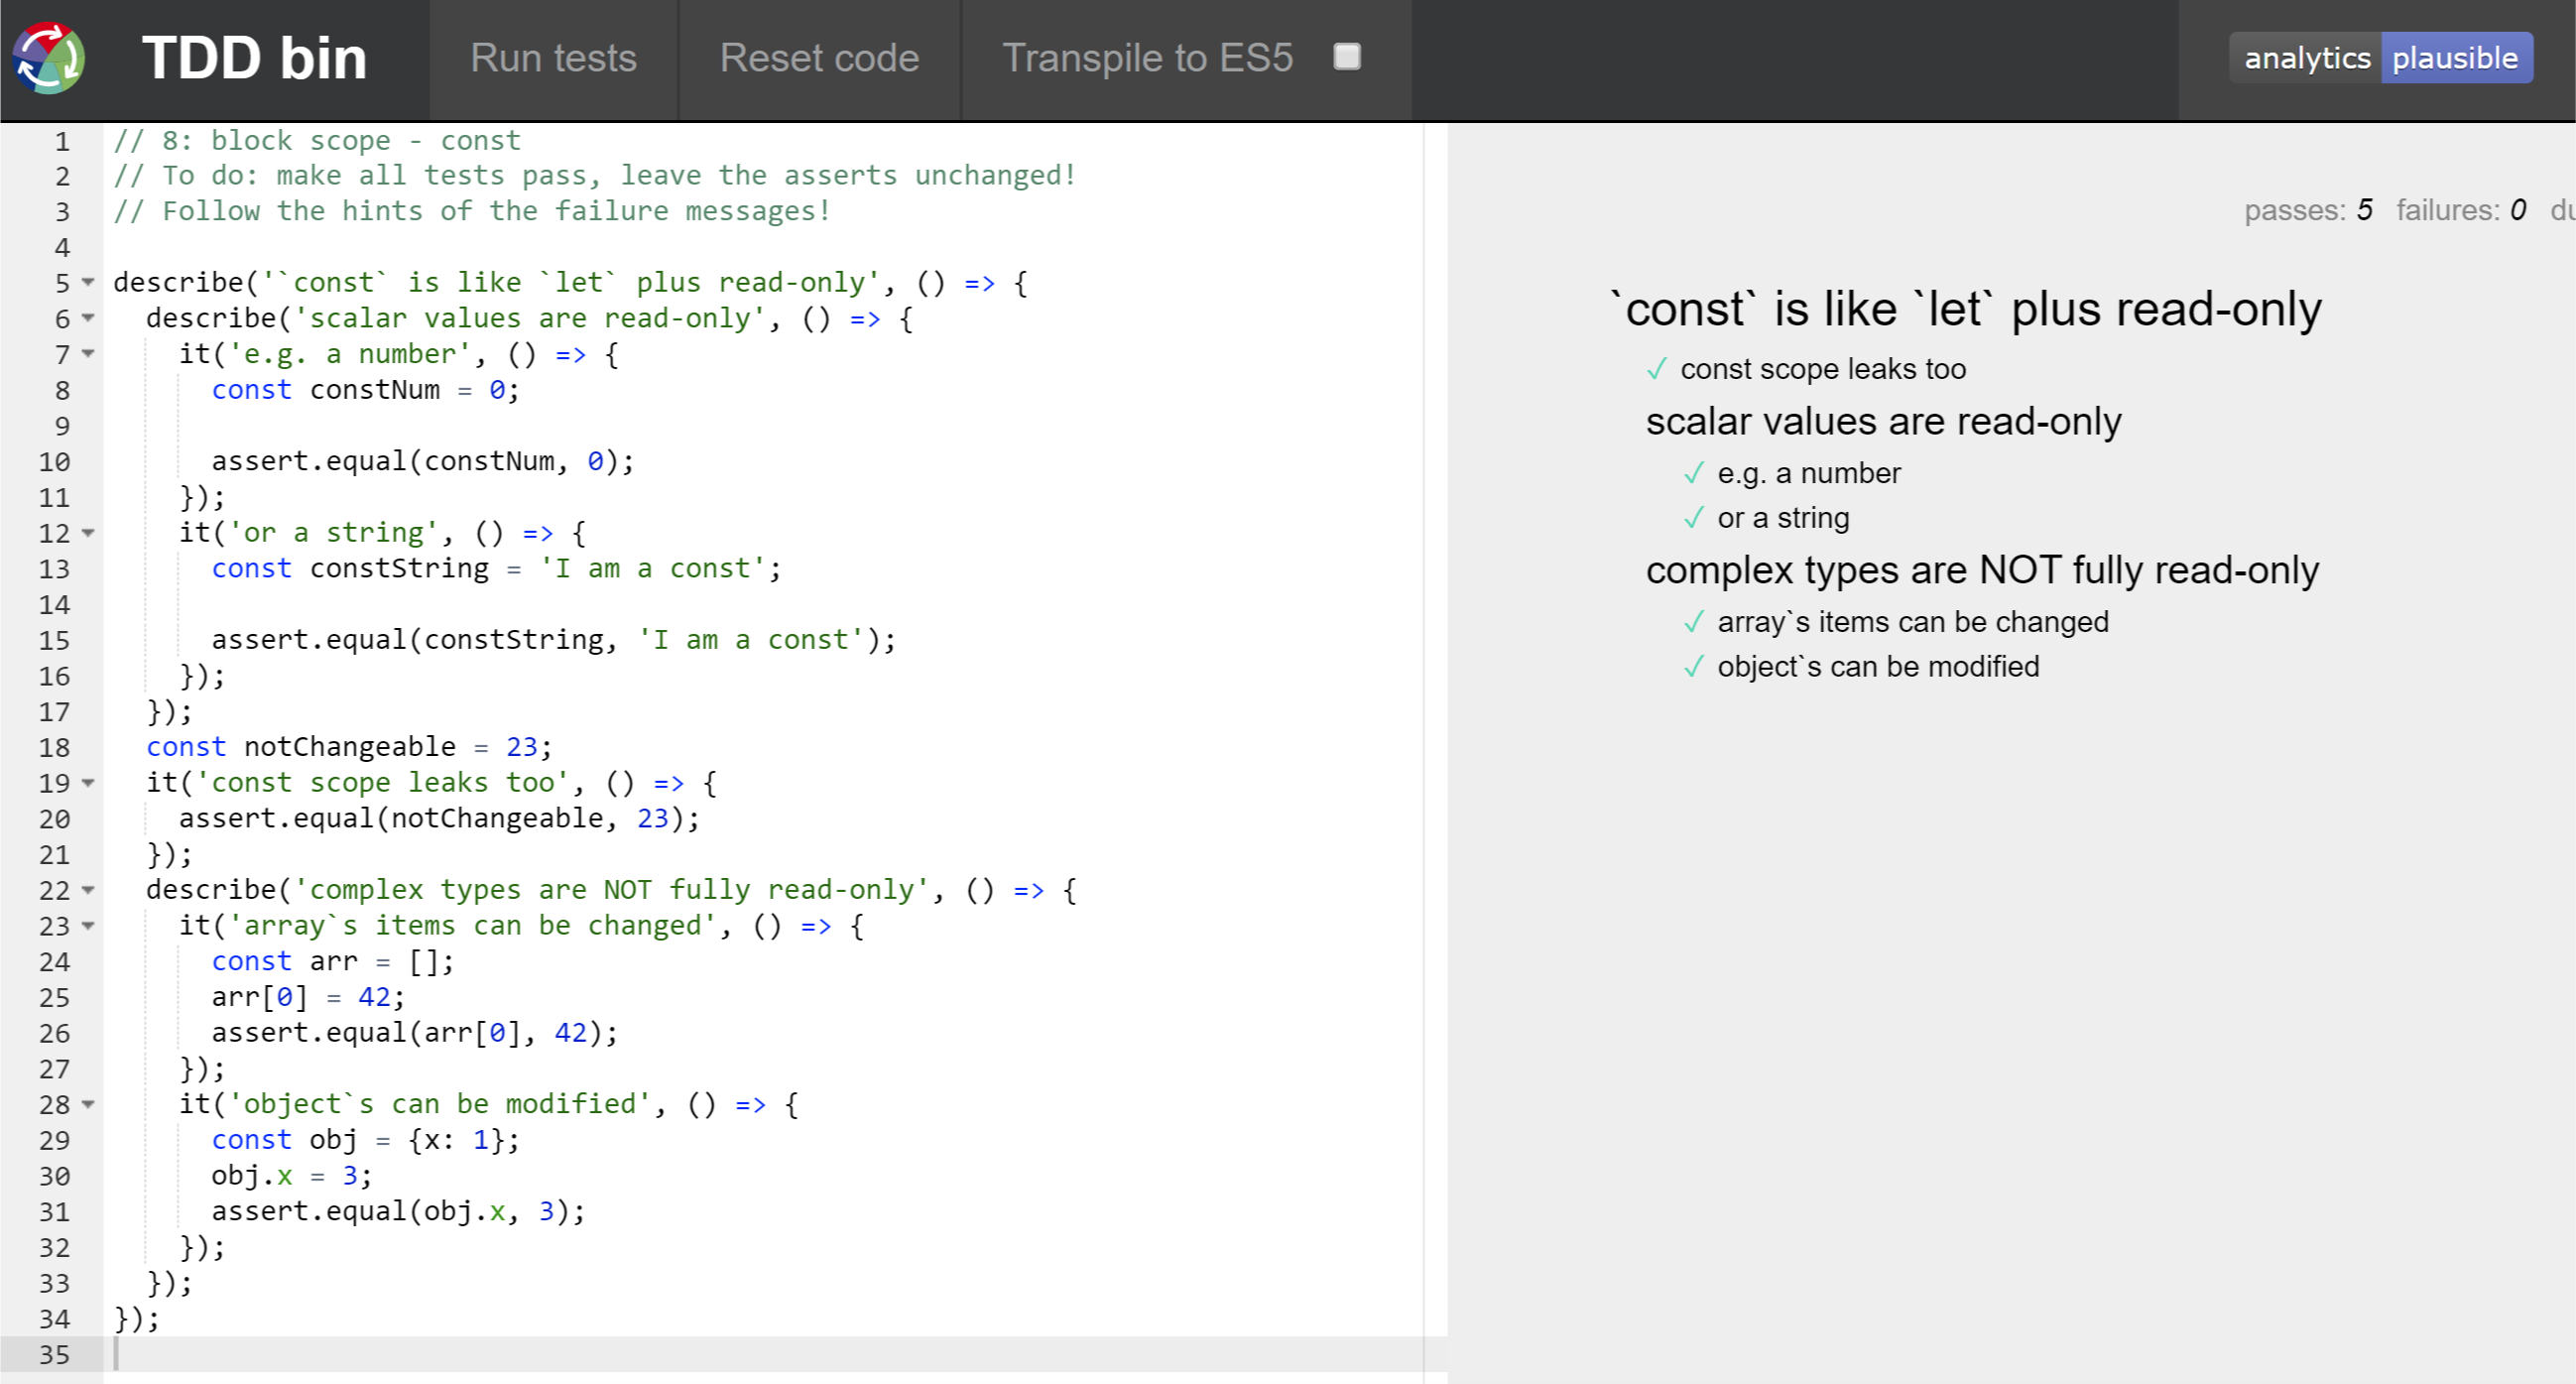 TDD bin
Run tests
Reset code
Transpile to ES5
analytics plausible
1 // 8: block scope - const
2 // To do: make all tests pass, leave the asserts unchanged!
3 // Follow the hints of the failure messages!
4
5 describe('`const` is like `let` plus read-only', () => {
6 describe('scalar values are read-only', () => {
7 it('e.g. a number', () => {
8 const constNum = 0;
9
10 assert.equal(constNum, 0);
11 });
12 it('or a string', () => {
13 const constString = 'I am a const';
14
15 assert.equal(constString, 'I am a const');
16 });
17 });
18 const notChangeable = 23;
19 it('const scope leaks too', () => {
20 assert.equal(notChangeable, 23);
21 });
22 describe('complex types are NOT fully read-only', () => {
23 it('array`s items can be changed', () => {
24 const arr = [];
25 arr[0] = 42;
26 assert.equal(arr[0], 42);
27 });
28 it('object`s can be modified', () => {
29 const obj = {x: 1};
30 obj.x = 3;
31 assert.equal(obj.x, 3);
32 });
33 });
34 });
35
passes: 5 failures: 0
`const` is like `let` plus read-only
✓ const scope leaks too
scalar values are read-only
✓ e.g. a number
✓ or a string
complex types are NOT fully read-only
✓ array`s items can be changed
✓ object`s can be modified